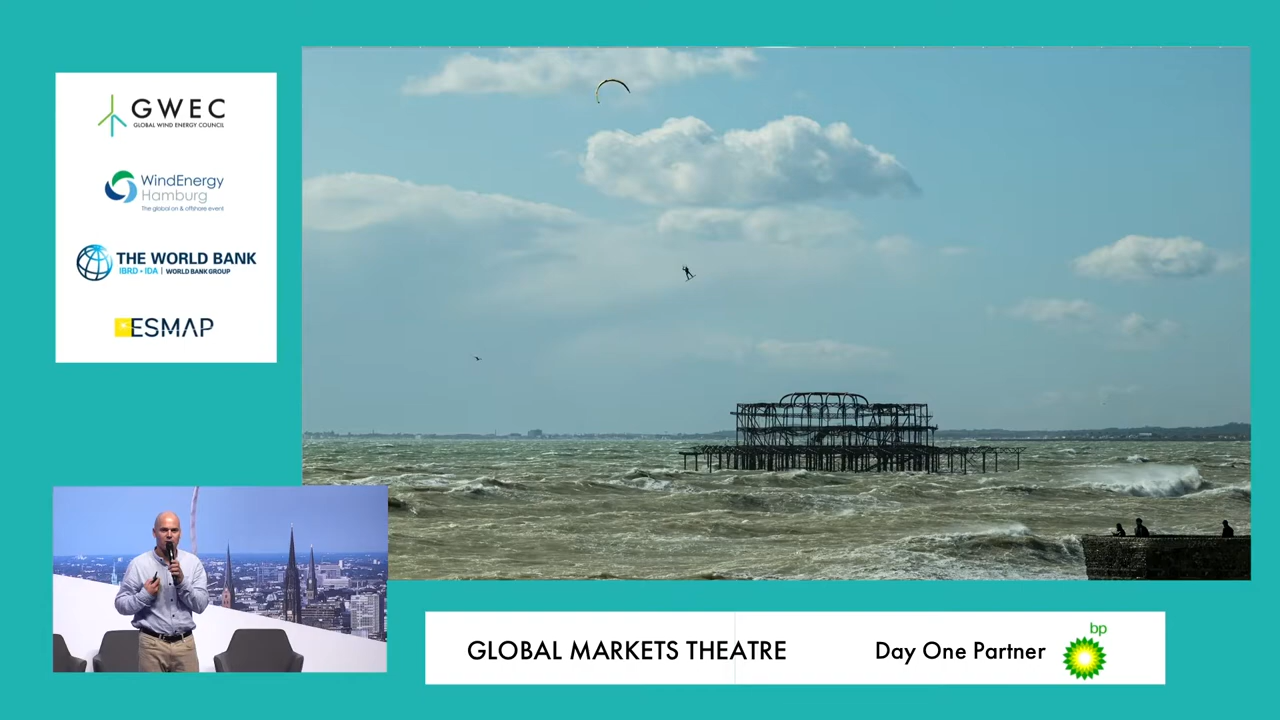 GWEC
GLOBAL WIND ENERGY COUNCIL
WindEnergy
Hamburg
The global on & offshore event
THE WORLD BANK
IBRD • IDA | WORLD BANK GROUP
ESMAP
GLOBAL MARKETS THEATRE
Day One Partner
bp